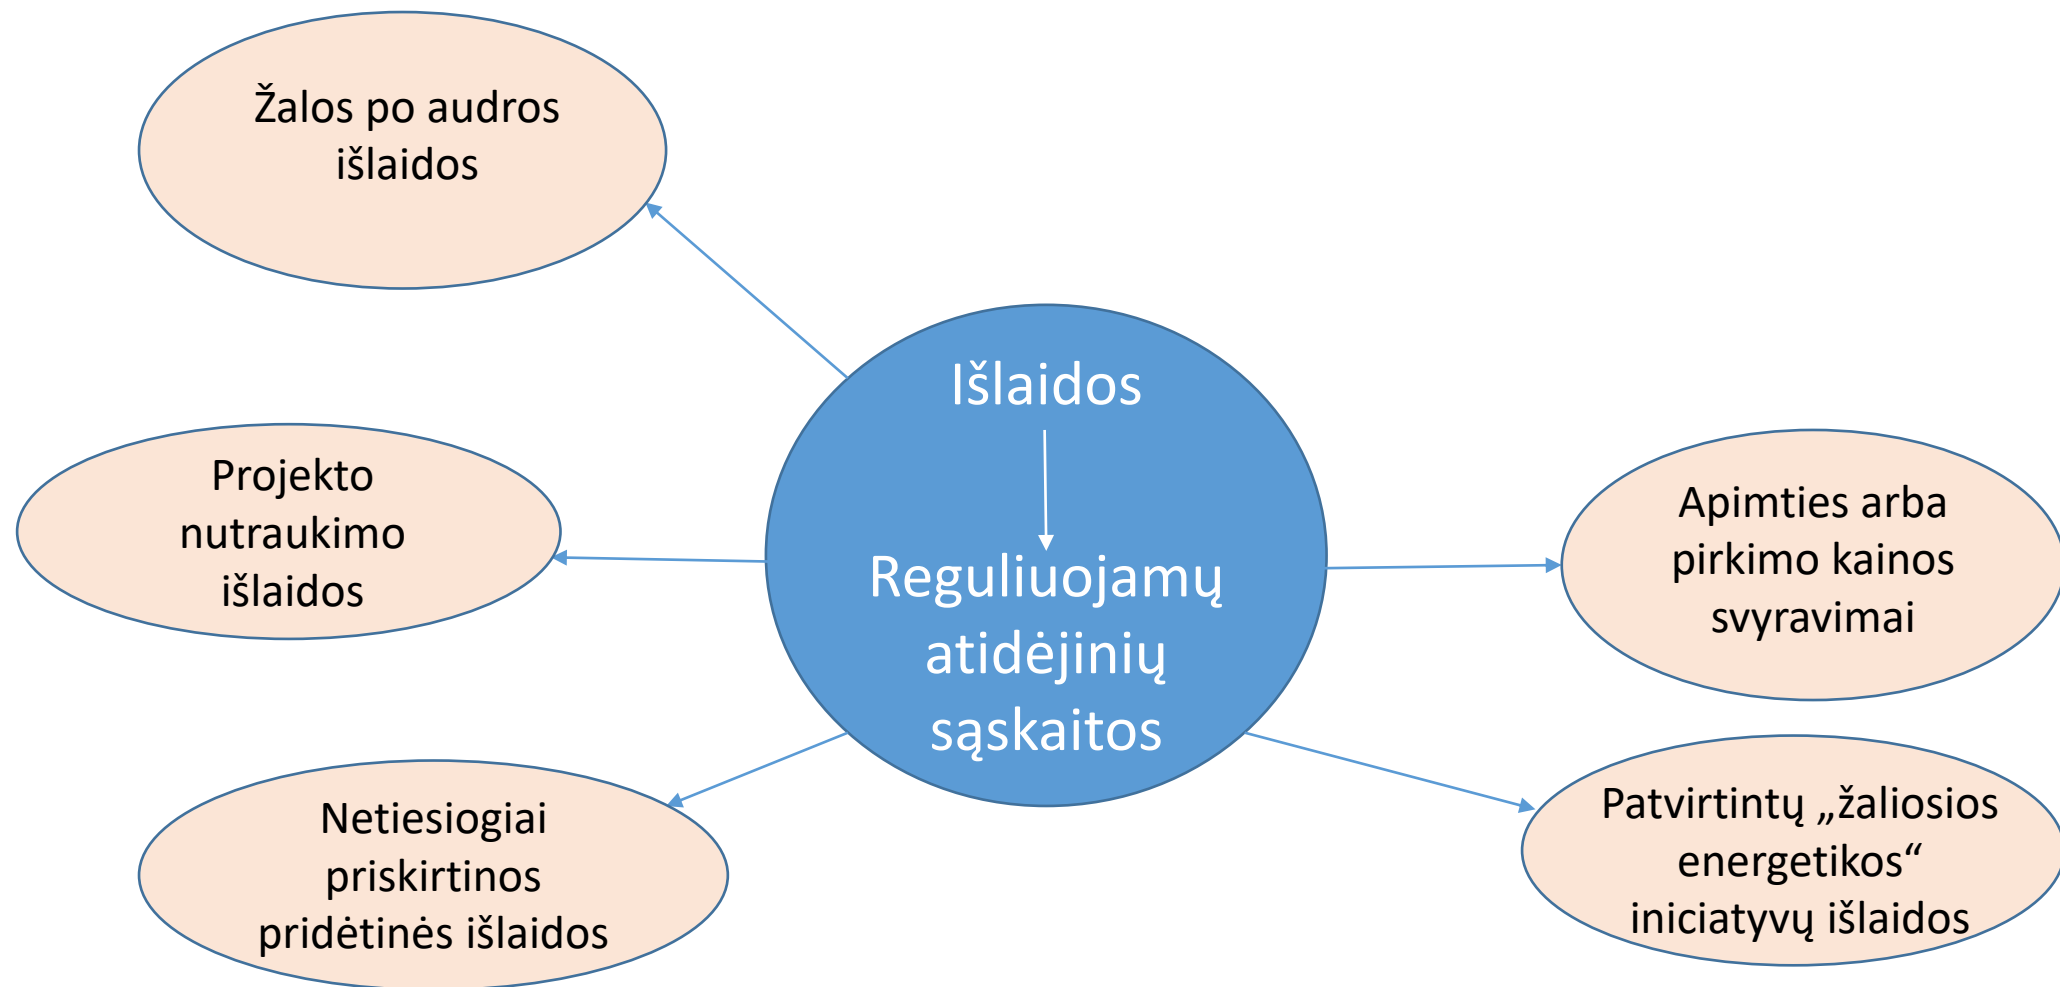 Žalos po audros
išlaidos
Išlaidos
Reguliuojamų
atidėjinių
sąskaitos
Projekto
nutraukimo
išlaidos
Apimties arba
pirkimo kainos
svyravimai
Netiesiogiai
priskirtinos
pridėtinės išlaidos
Patvirtintų „žaliosios
energetikos“
iniciatyvų išlaidos